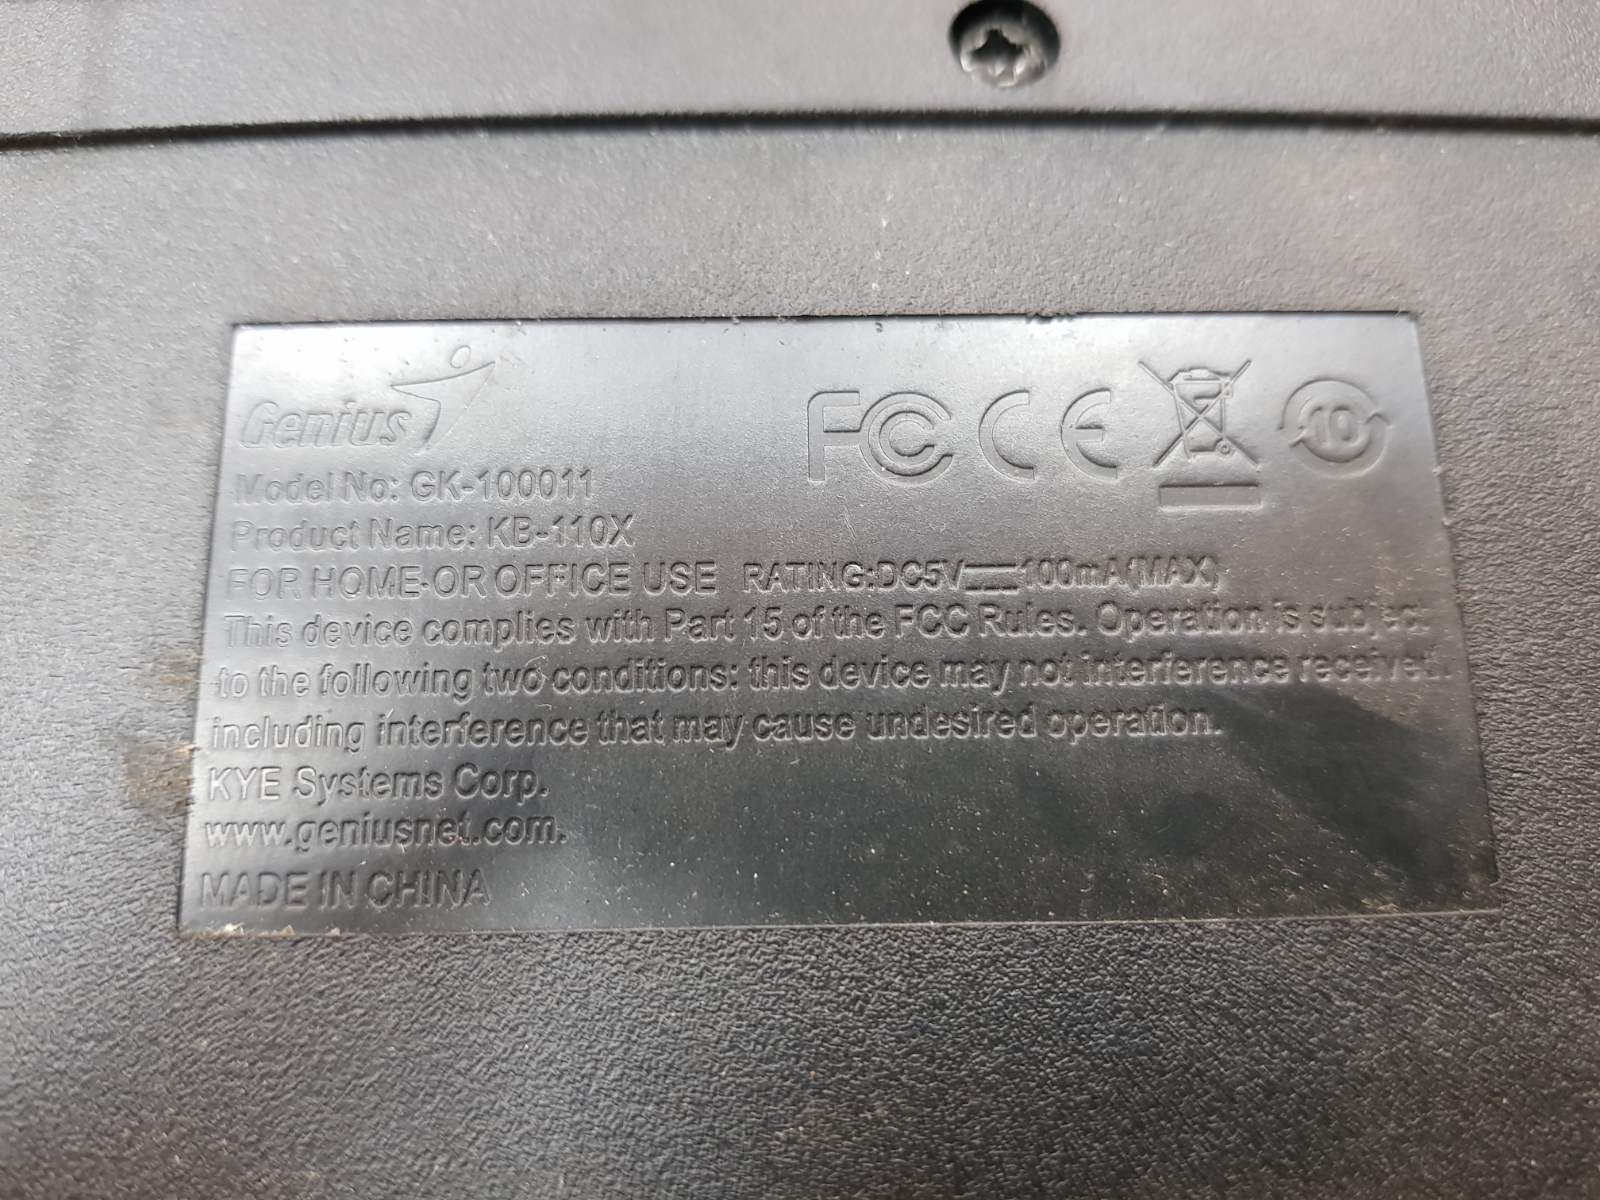 Genius
FC CE 10
Model No: GK-100011
Product Name: KB-110X
FOR HOME OR OFFICE USE RATING:DC5V⎓100mA(MAX)
This device complies with Part 15 of the FCC Rules. Operation is subject
to the following two conditions: this device may not interference received.
including interference that may cause undesired operation.
KYE Systems Corp.
www.geniusnet.com.
MADE IN CHINA